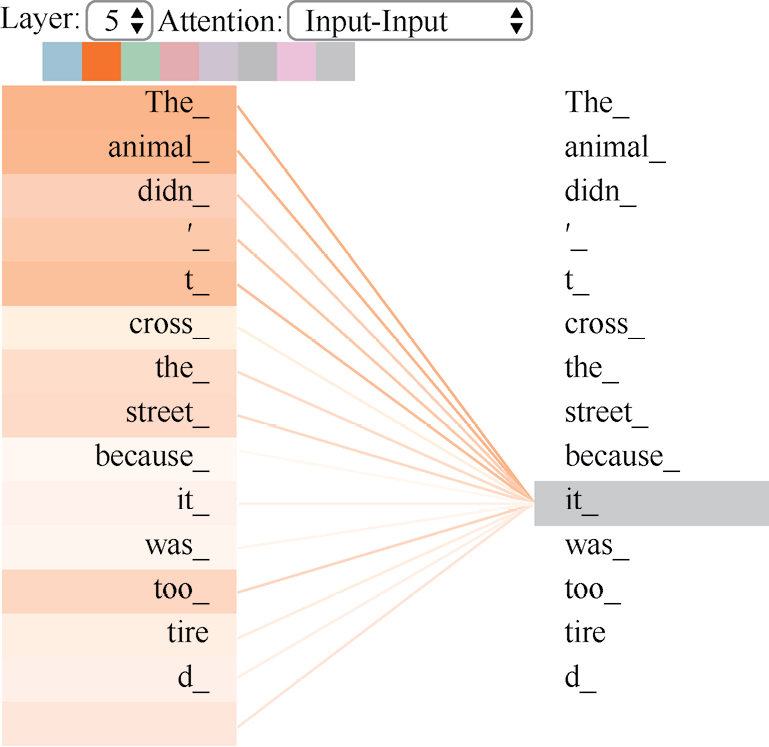 Layer: 5 Attention: Input-Input
The_ The_
animal_ animal_
didn_ didn_
'_ '_
t_ t_
cross_ cross_
the_ the_
street_ street_
because_ because_
it_ it_
was_ was_
too_ too_
tire tire
d_ d_